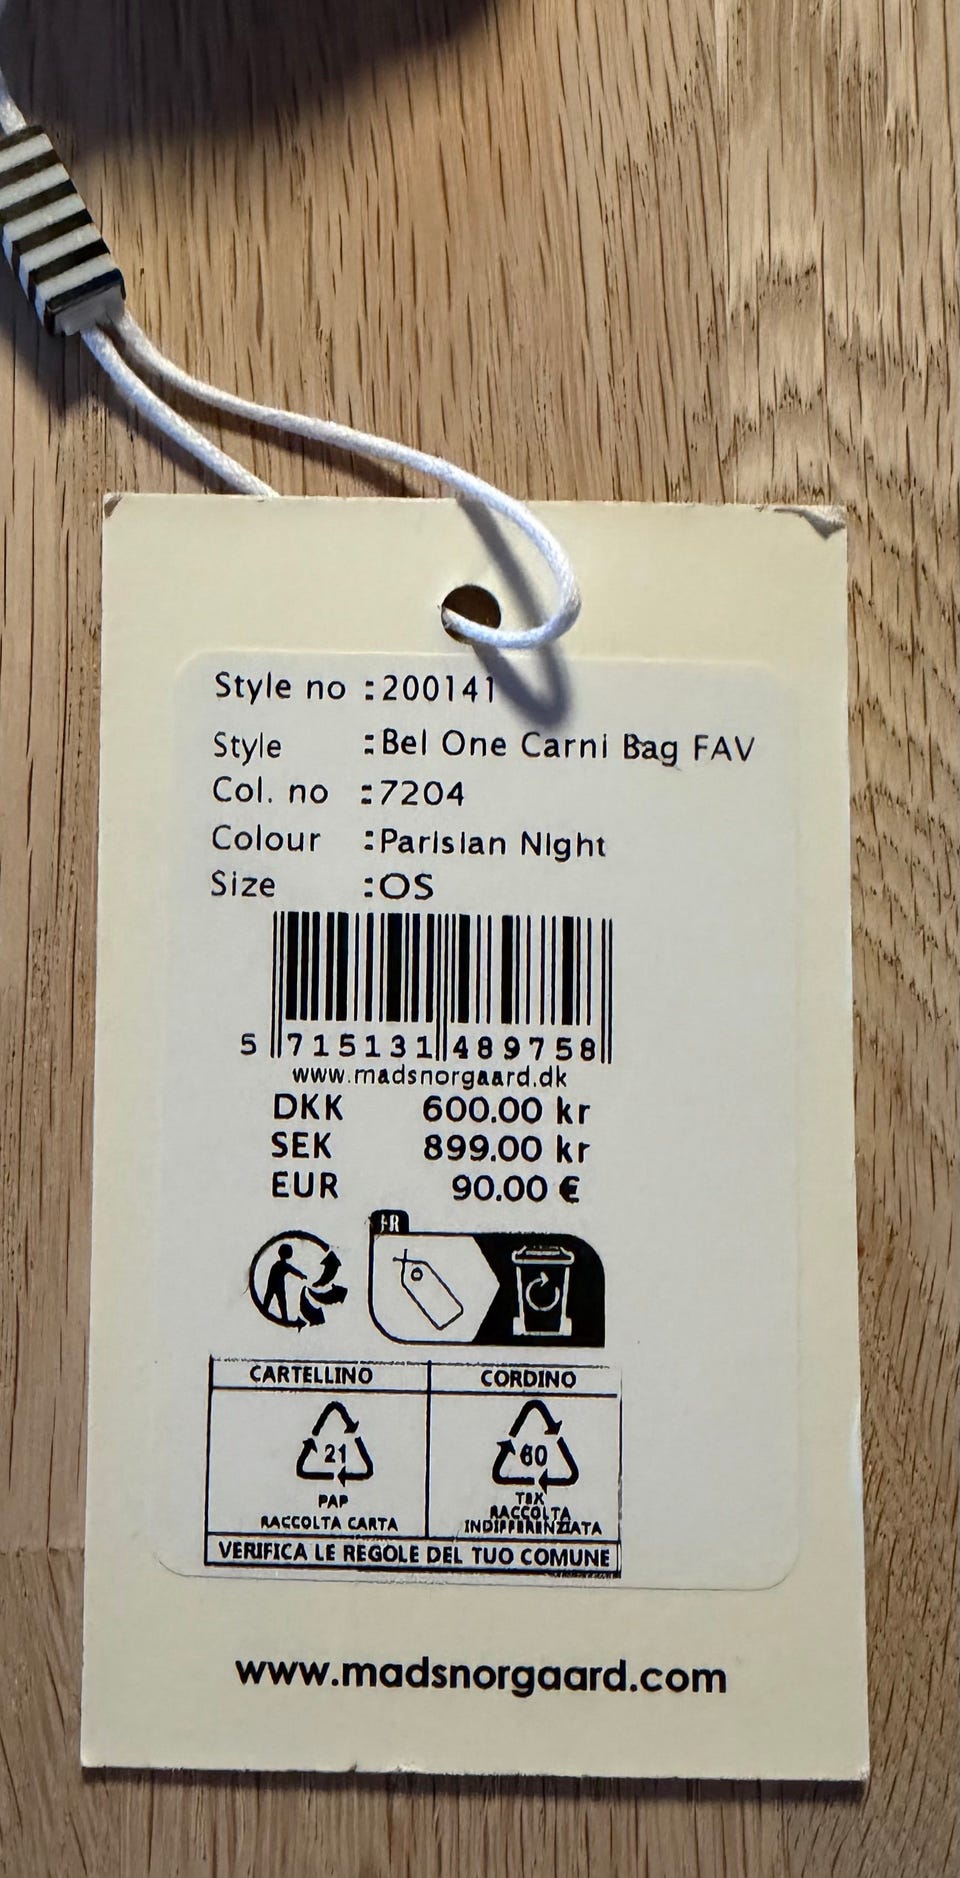 Style no :200141
Style :Bel One Carni Bag FAV
Col. no :7204
Colour :Parisian Night
Size :OS
5 715131 489758
www.madsnorgaard.dk
DKK 600.00 kr
SEK 899.00 kr
EUR 90.00 €
FR
CARTELLINO CORDINO
21 60
PAP TEX
RACCOLTA CARTA RACCOLTA INDIFFERENZIATA
VERIFICA LE REGOLE DEL TUO COMUNE
www.madsnorgaard.com